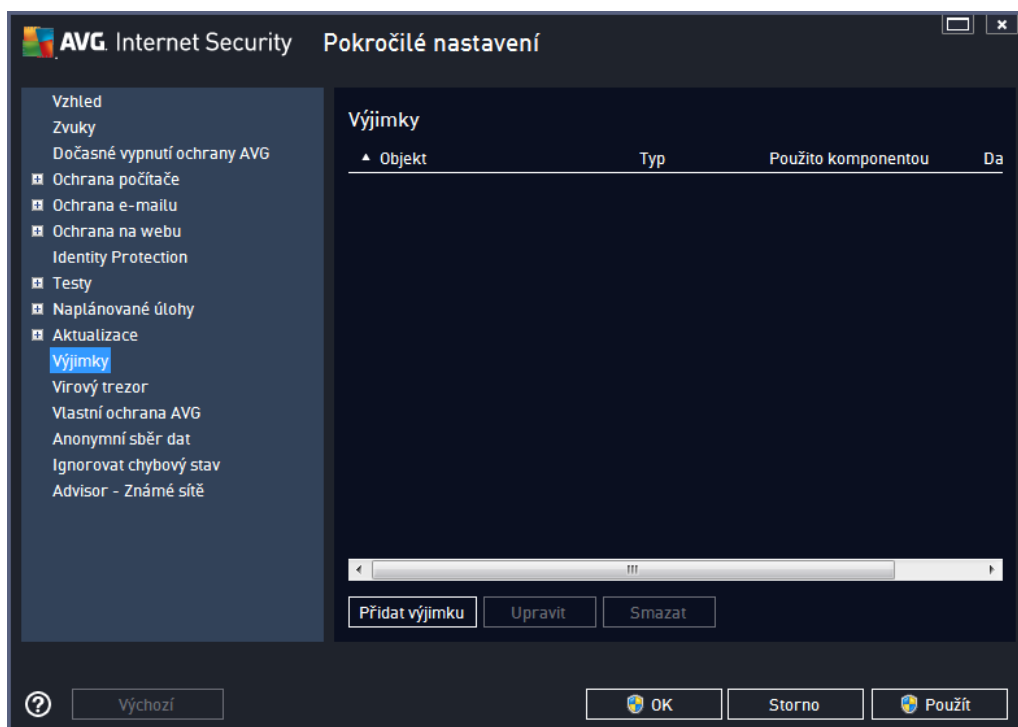 AVG. Internet Security Pokročilé nastavení
Vzhled
Zvuky
Dočasné vypnutí ochrany AVG
Ochrana počítače
Ochrana e-mailu
Ochrana na webu
Identity Protection
Testy
Naplánované úlohy
Aktualizace
Výjimky
Virový trezor
Vlastní ochrana AVG
Anonymní sběr dat
Ignorovat chybový stav
Advisor - Známé sítě
Výjimky
Objekt Typ Použito komponentou Da
Přidat výjimku Upravit Smazat
Výchozí OK Storno Použít